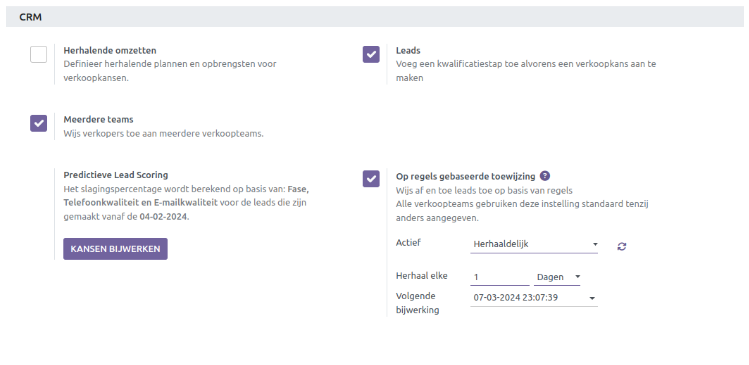 CRM
Herhalende omzetten
Definieer herhalende plannen en opbrengsten voor
verkoopkansen.
Leads
Voeg een kwalificatiestap toe alvorens een verkoopkans aan te
maken
Meerdere teams
Wijs verkopers toe aan meerdere verkoopteams.
Predictieve Lead Scoring
Het slagingspercentage wordt berekend op basis van: Fase,
Telefoonkwaliteit en E-mailkwaliteit voor de leads die zijn
gemaakt vanaf de 04-02-2024.
KANSEN BIJWERKEN
Op regels gebaseerde toewijzing ?
Wijs af en toe leads toe op basis van regels
Alle verkoopteams gebruiken deze instelling standaard tenzij
anders aangegeven.
Actief Herhaaldelijk
Herhaal elke 1 Dagen
Volgende 07-03-2024 23:07:39
bijwerking